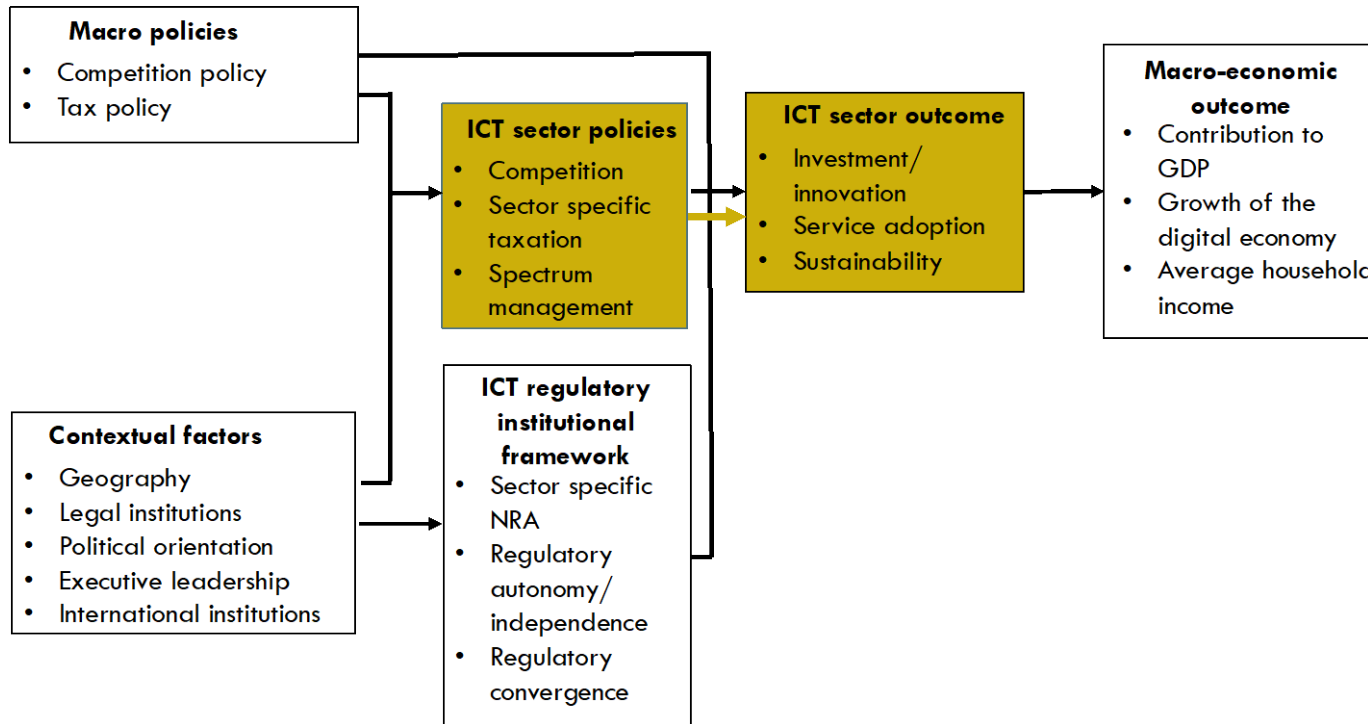 Macro policies
• Competition policy
• Tax policy
ICT sector policies
• Competition
• Sector specific
taxation
• Spectrum
management
ICT sector outcome
• Investment/
innovation
• Service adoption
• Sustainability
Macro-economic
outcome
• Contribution to
GDP
• Growth of the
digital economy
• Average household
income
Contextual factors
• Geography
• Legal institutions
• Political orientation
• Executive leadership
• International institutions
ICT regulatory
institutional
framework
• Sector specific
NRA
• Regulatory
autonomy/
independence
• Regulatory
convergence